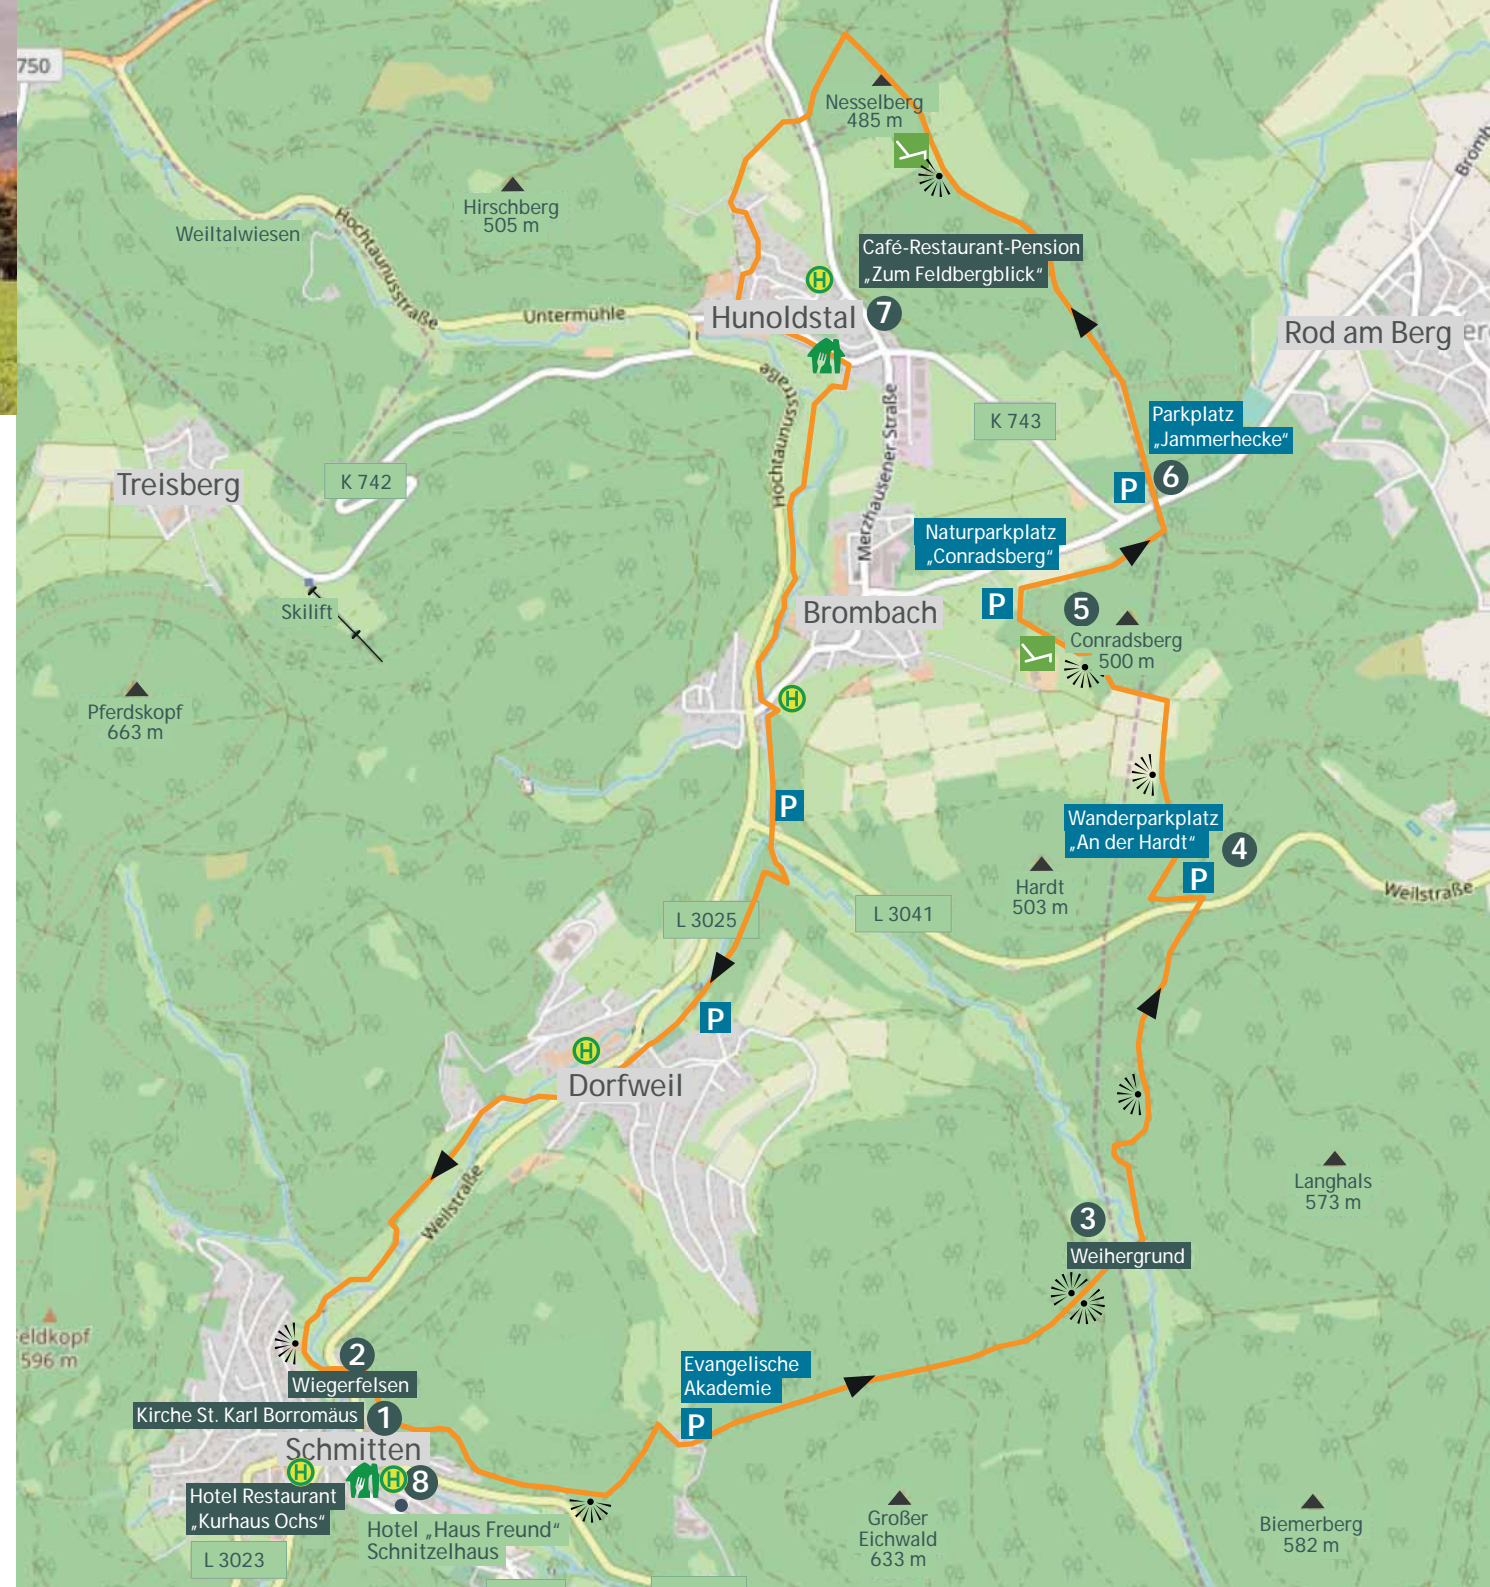 750
Nesselberg
485 m
Bromb
Hirschberg
505 m
Weiltalwiesen
Hochtaunusstraße
Café-Restaurant-Pension
„Zum Feldbergblick“
H
Untermühle
Hunoldstal
7
Rod am Berg
er
Hochtaunusstraße
Merzhausener Straße
K 743
Parkplatz
„Jammerhecke“
Treisberg
K 742
P
6
Naturparkplatz
„Conradsberg“
Skilift
P
5
Brombach
Conradsberg
500 m
H
Pferdskopf
663 m
P
Wanderparkplatz
„An der Hardt“
4
P
Hardt
503 m
Weilstraße
L 3025
L 3041
P
H
Dorfweil
Weilstraße
Langhals
573 m
3
Weihergrund
eldkopf
596 m
2
Wiegerfelsen
Evangelische
Akademie
P
Kirche St. Karl Borromäus
1
Schmitten
H
H
8
Hotel Restaurant
„Kurhaus Ochs“
Hotel „Haus Freund“
Schnitzelhaus
L 3023
Großer
Eichwald
633 m
Biemerberg
582 m